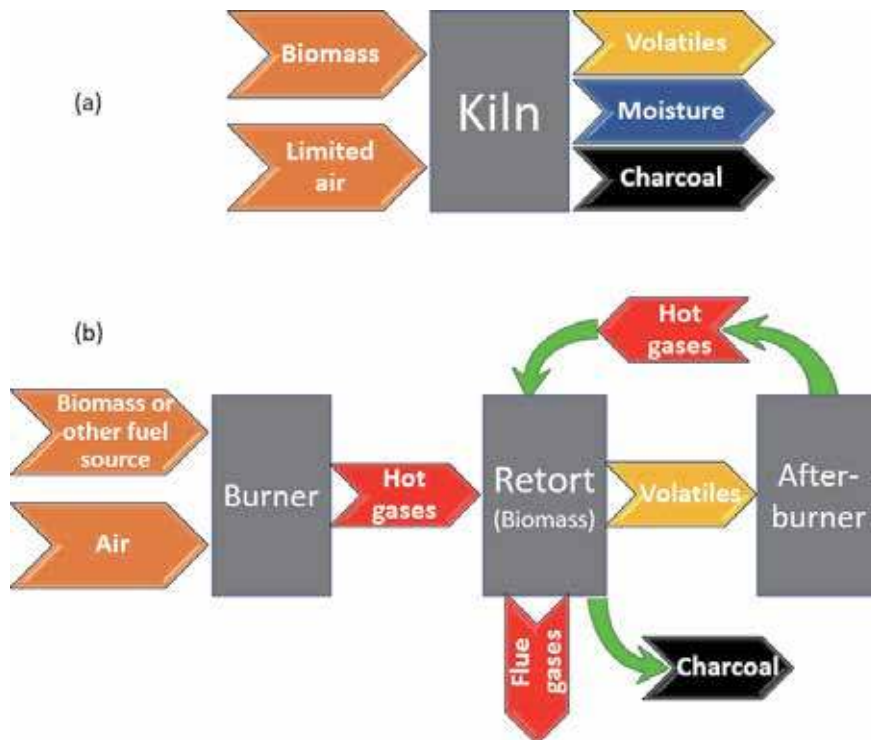 (a)
Biomass
Limited
air
Kiln
Volatiles
Moisture
Charcoal
(b)
Biomass or
other fuel
source
Air
Burner
Hot
gases
Retort
(Biomass)
Volatiles
After-
burner
Hot
gases
Flue
gases
Charcoal